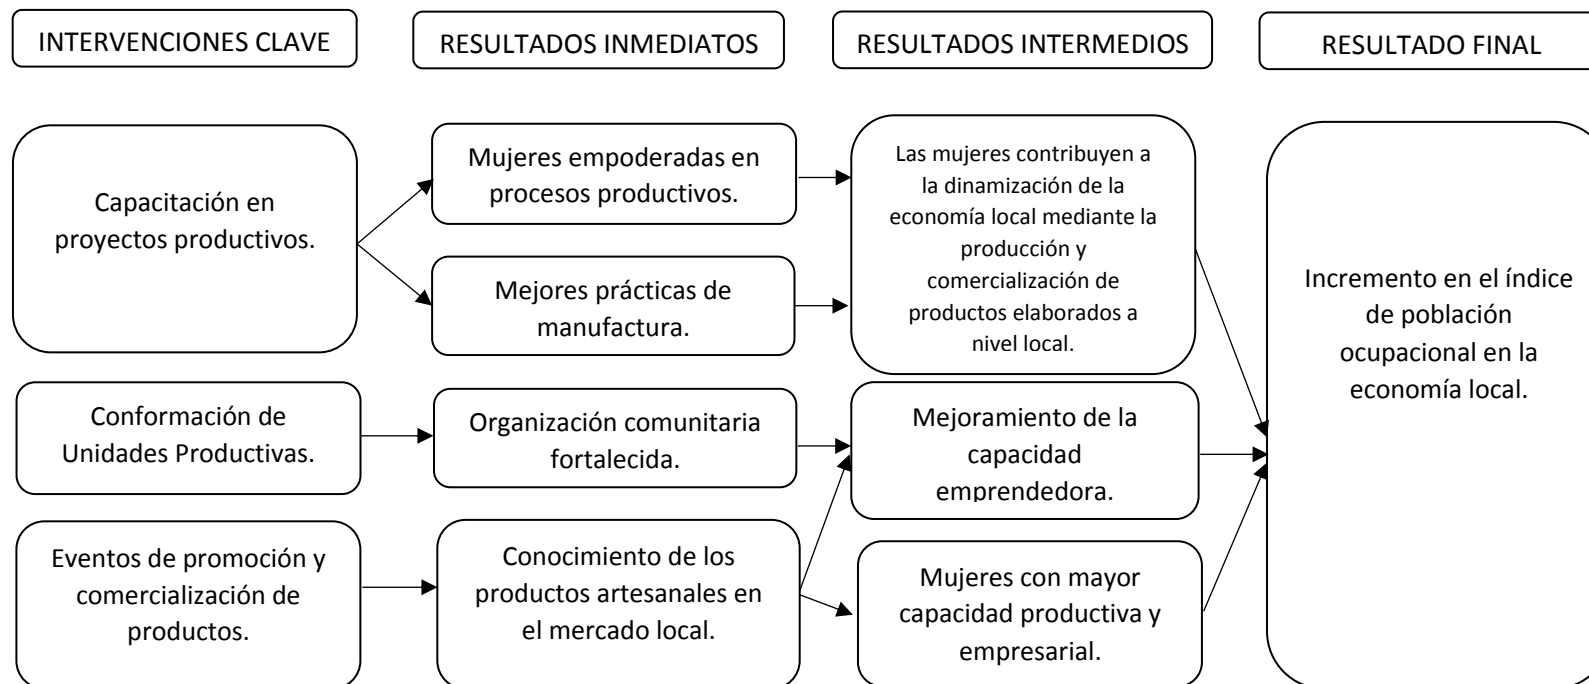 INTERVENCIONES CLAVE
RESULTADOS INMEDIATOS
RESULTADOS INTERMEDIOS
RESULTADO FINAL
Capacitación en
proyectos productivos.
Mujeres empoderadas en
procesos productivos.
Mejores prácticas de
manufactura.
Las mujeres contribuyen a
la dinamización de la
economía local mediante la
producción y
comercialización de
productos elaborados a
nivel local.
Incremento en el índice
de población
ocupacional en la
economía local.
Conformación de
Unidades Productivas.
Organización comunitaria
fortalecida.
Mejoramiento de la
capacidad
emprendedora.
Eventos de promoción y
comercialización de
productos.
Conocimiento de los
productos artesanales en
el mercado local.
Mujeres con mayor
capacidad productiva y
empresarial.